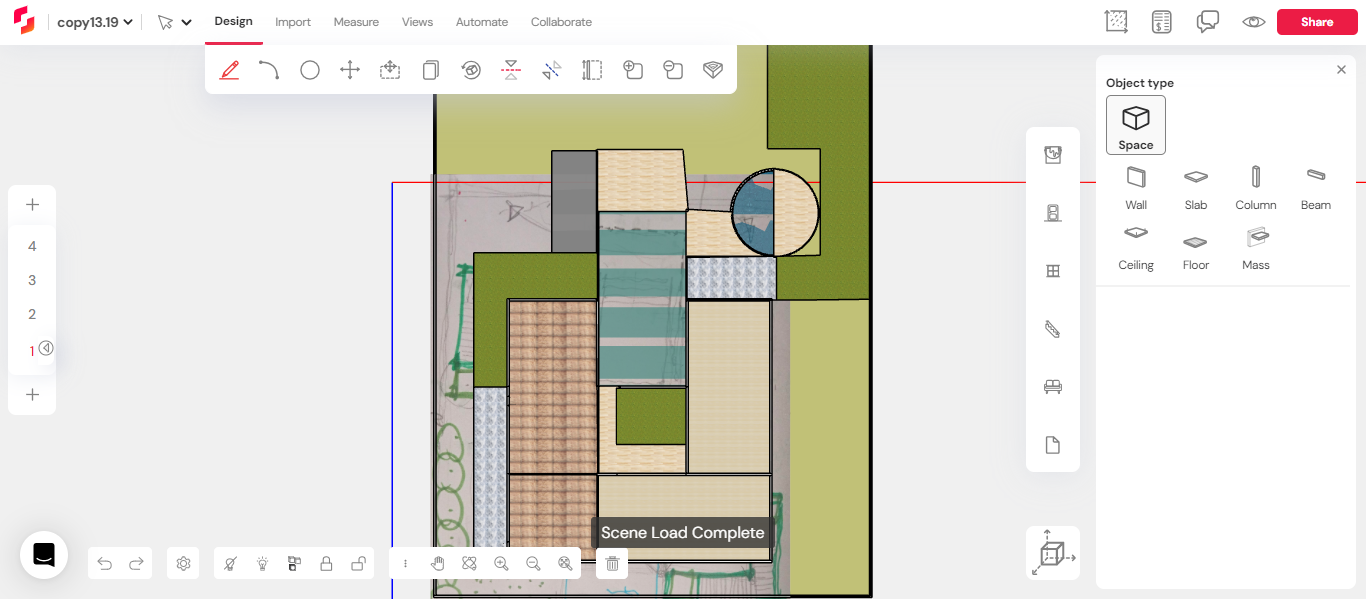 copy13.19
Design
Import
Measure
Views
Automate
Collaborate
Share
Object type
Space
Wall
Slab
Column
Beam
Ceiling
Floor
Mass
4
3
2
1
Scene Load Complete